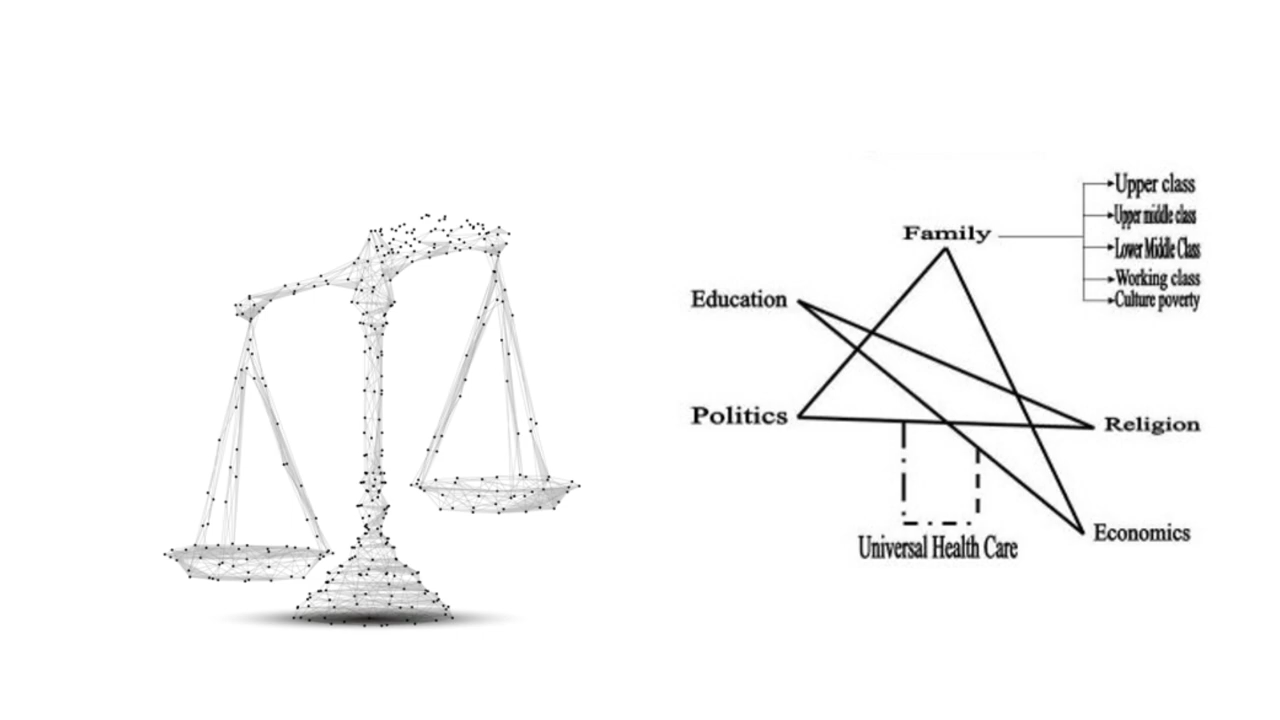 Upper class
Upper middle class
Family
Lower Middle Class
Working class
Education
Culture poverty
Politics
Religion
Economics
Universal Health Care